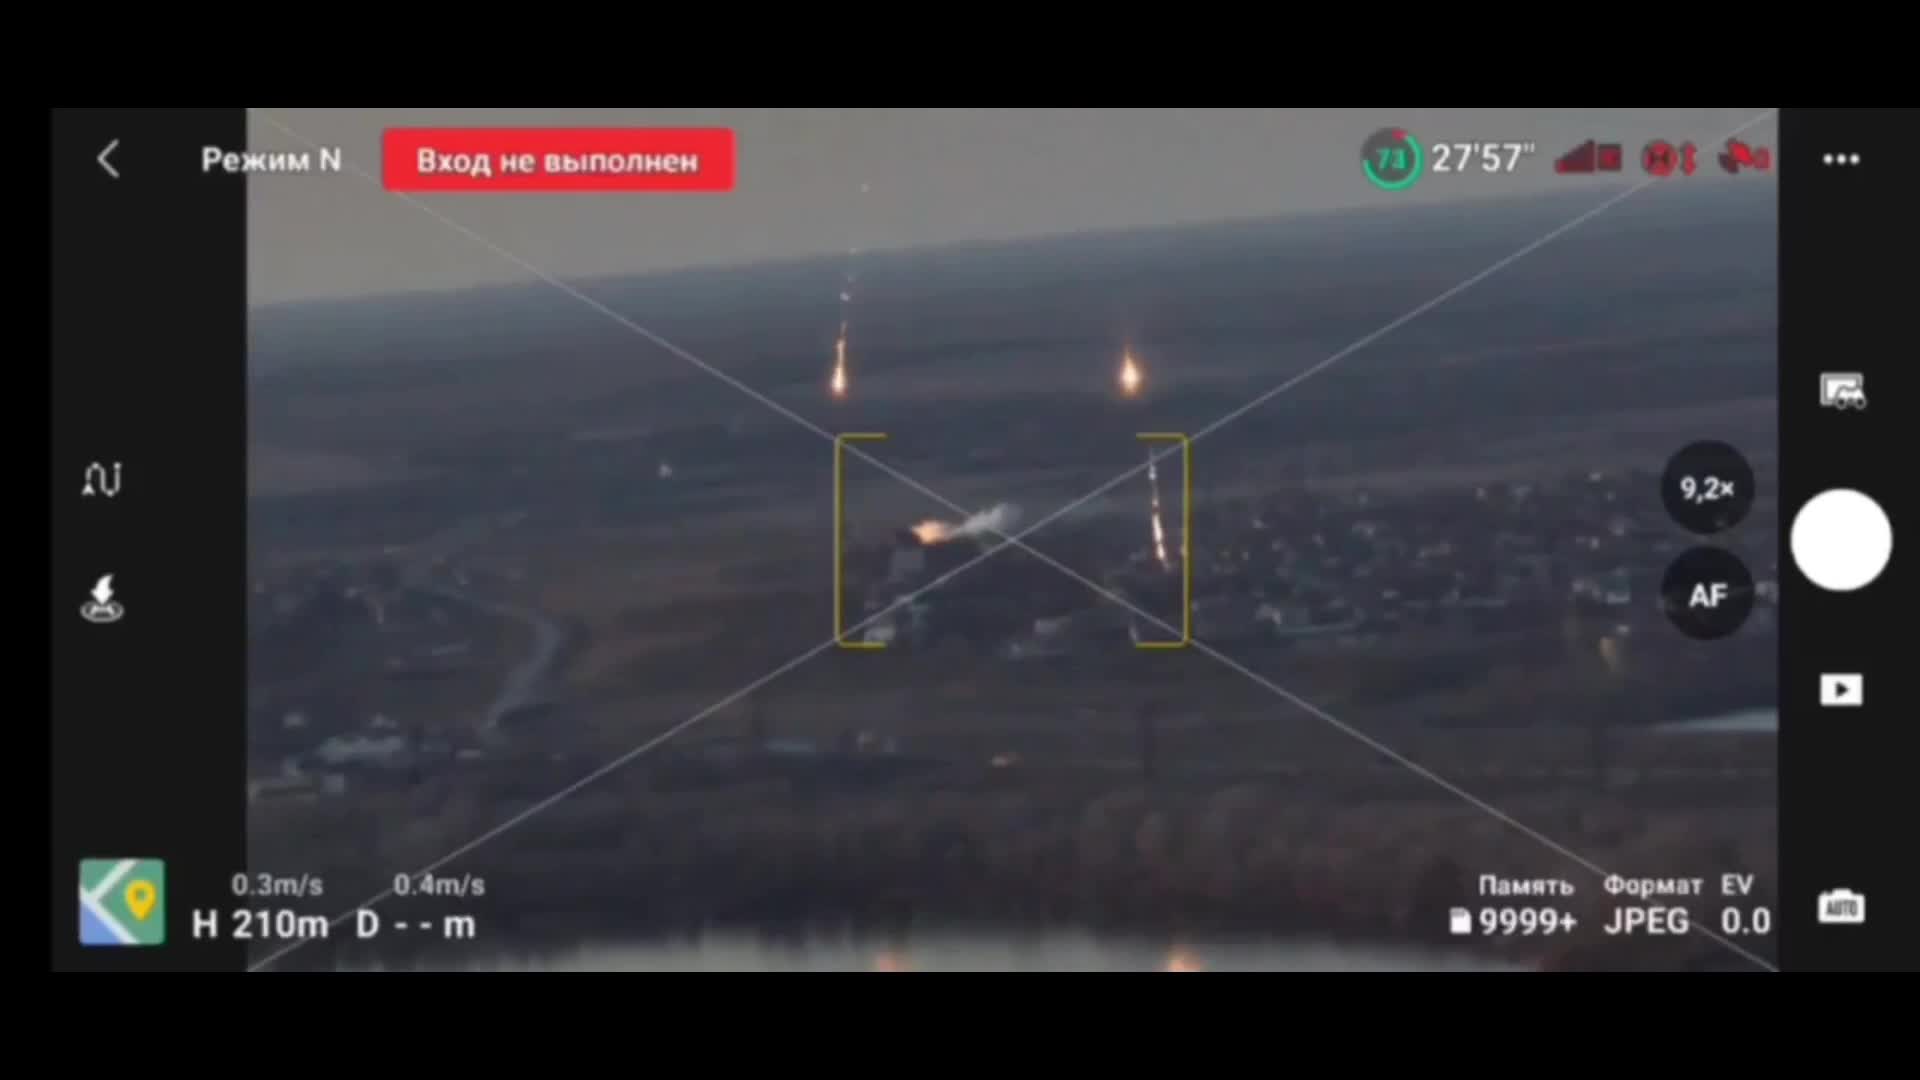 Режим N
Вход не выполнен
73
27'57"
9,2×
AF
0.3m/s 0.4m/s
H 210m D - - m
Память Формат EV
9999+ JPEG 0.0
AUTO